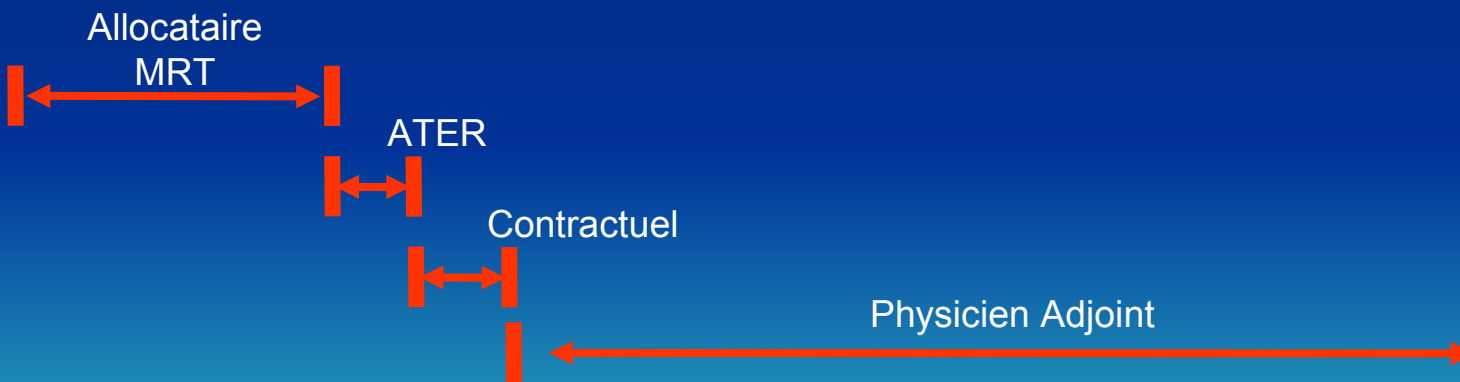 Allocataire
MRT
ATER
Contractuel
Physicien Adjoint